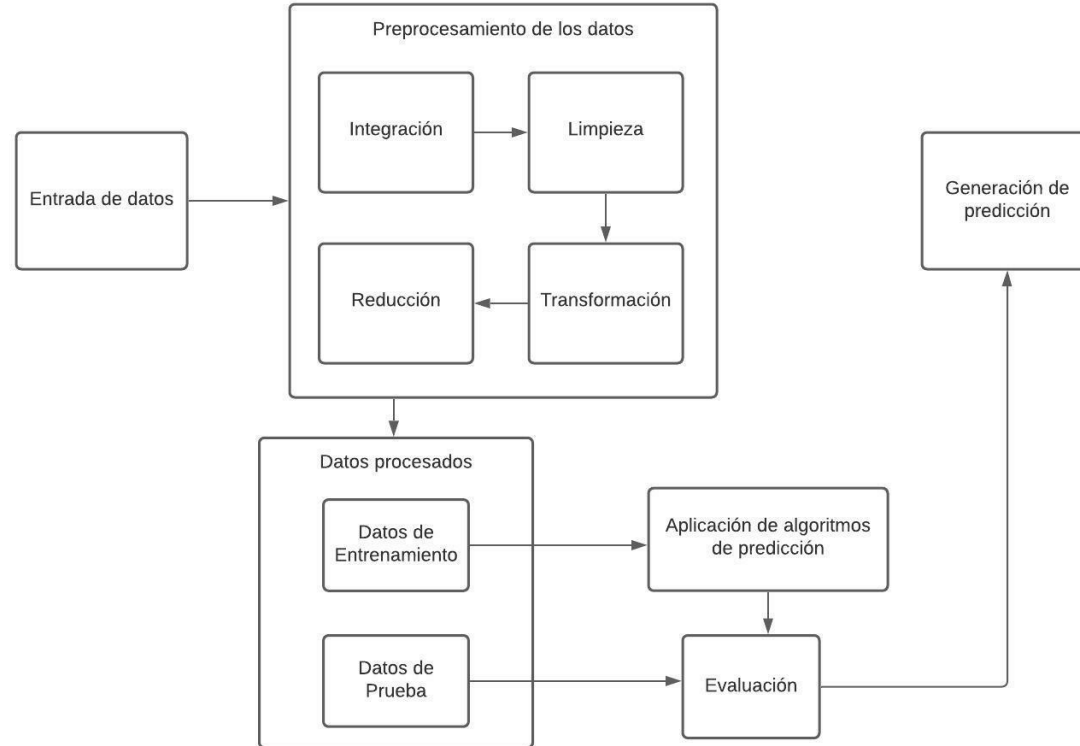 Preprocesamiento de los datos
Integración
Limpieza
Entrada de datos
Generación de
predicción
Reducción
Transformación
Datos procesados
Datos de
Entrenamiento
Aplicación de algoritmos
de predicción
Datos de
Prueba
Evaluación